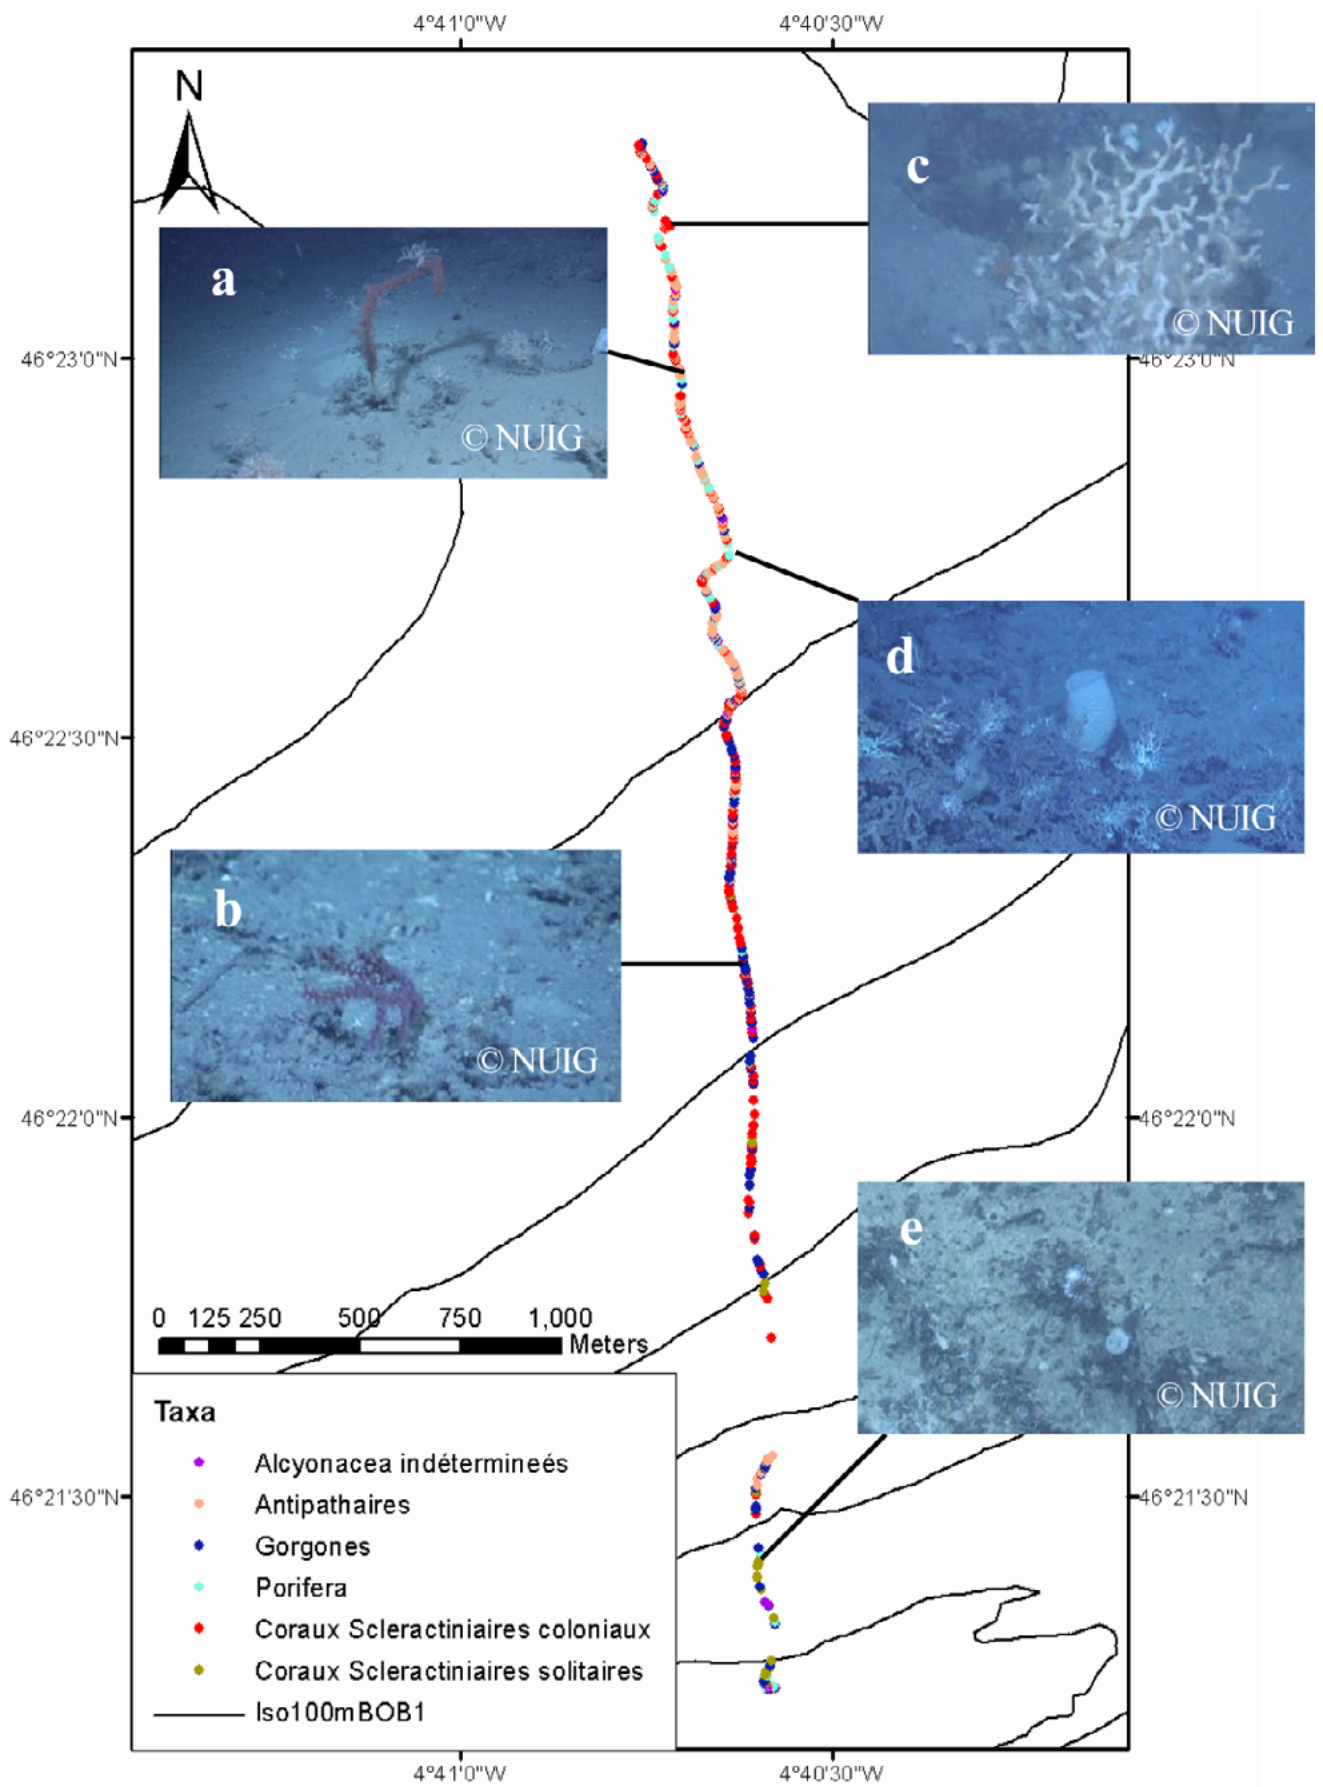 4°41'0"W
4°40'30"W
N
c
© NUIG
a
© NUIG
46°23'0"N
46°23'0"N
d
© NUIG
46°22'30"N
b
© NUIG
46°22'0"N
46°22'0"N
e
© NUIG
0 125 250 500 750 1,000
Meters
Taxa
Alcyonacea indétermineés
Antipathaires
Gorgones
Porifera
Coraux Scleractiniaires coloniaux
Coraux Scleractiniaires solitaires
Iso100mBOB1
46°21'30"N
46°21'30"N
4°41'0"W
4°40'30"W